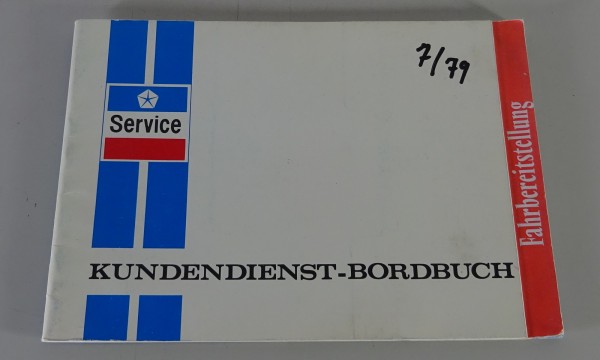 7/79
Service
KUNDENDIENST-BORDBUCH
Fahrbereitstellung